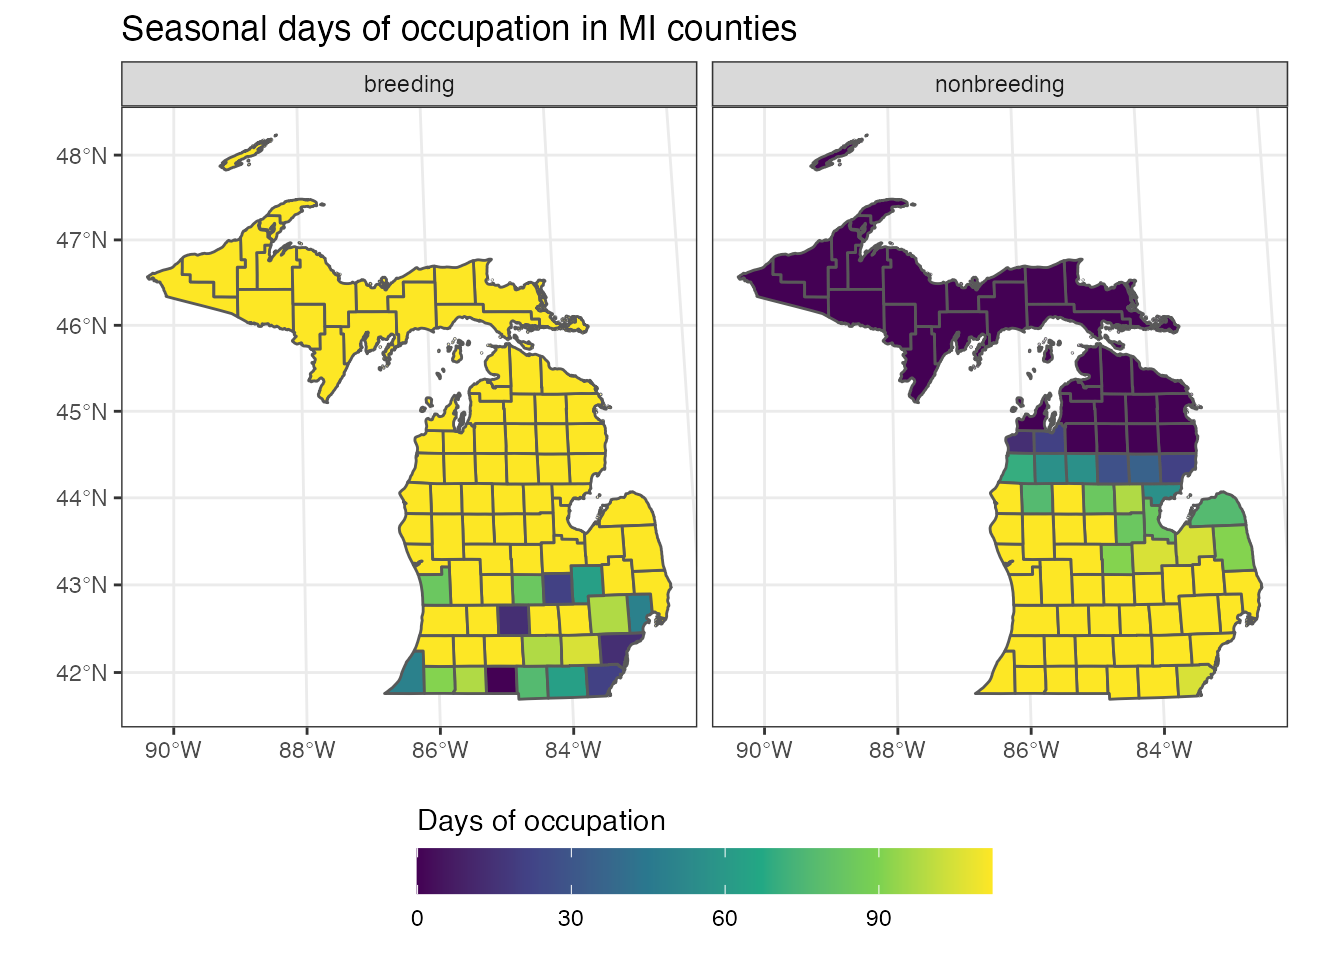 Seasonal days of occupation in MI counties
breeding
nonbreeding
48°N
47°N
46°N
45°N
44°N
43°N
42°N
90°W 88°W 86°W 84°W
90°W 88°W 86°W 84°W
Days of occupation
0 30 60 90